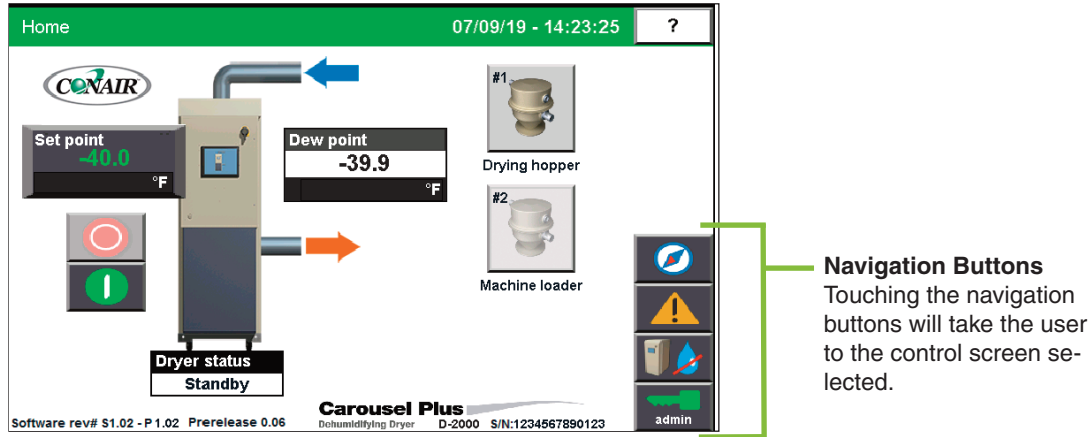 Home
07/09/19 - 14:23:25
?
CONAIR
Set point
-40.0
°F
Dew point
-39.9
°F
#1
Drying hopper
#2
Machine loader
Dryer status
Standby
admin
Software rev# S1.02 - P1.02 Prerelease 0.06
Carousel Plus
Dehumidifying Dryer D-2000 S/N:1234567890123
Navigation Buttons
Touching the navigation
buttons will take the user
to the control screen se-
lected.